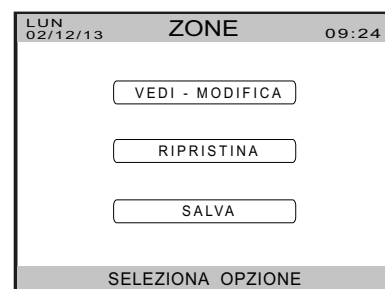 LUN
02/12/13
ZONE
09:24
VEDI - MODIFICA
RIPRISTINA
SALVA
SELEZIONA OPZIONE